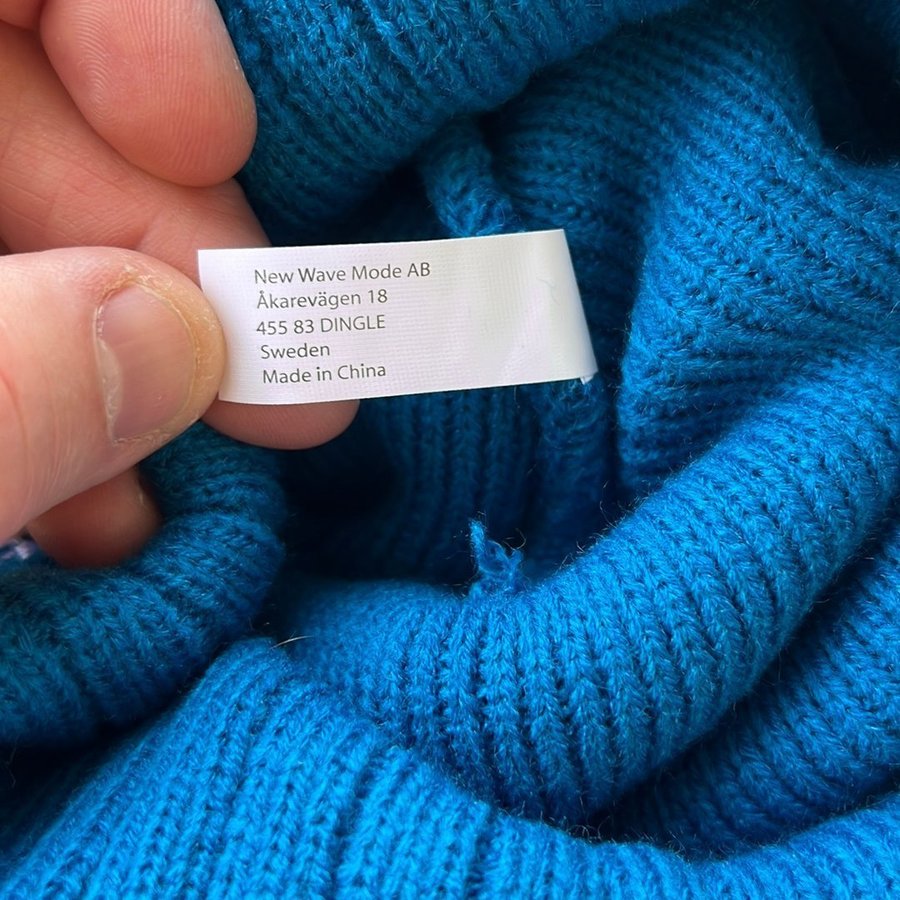 New Wave Mode AB
Åkarevägen 18
455 83 DINGLE
Sweden
Made in China